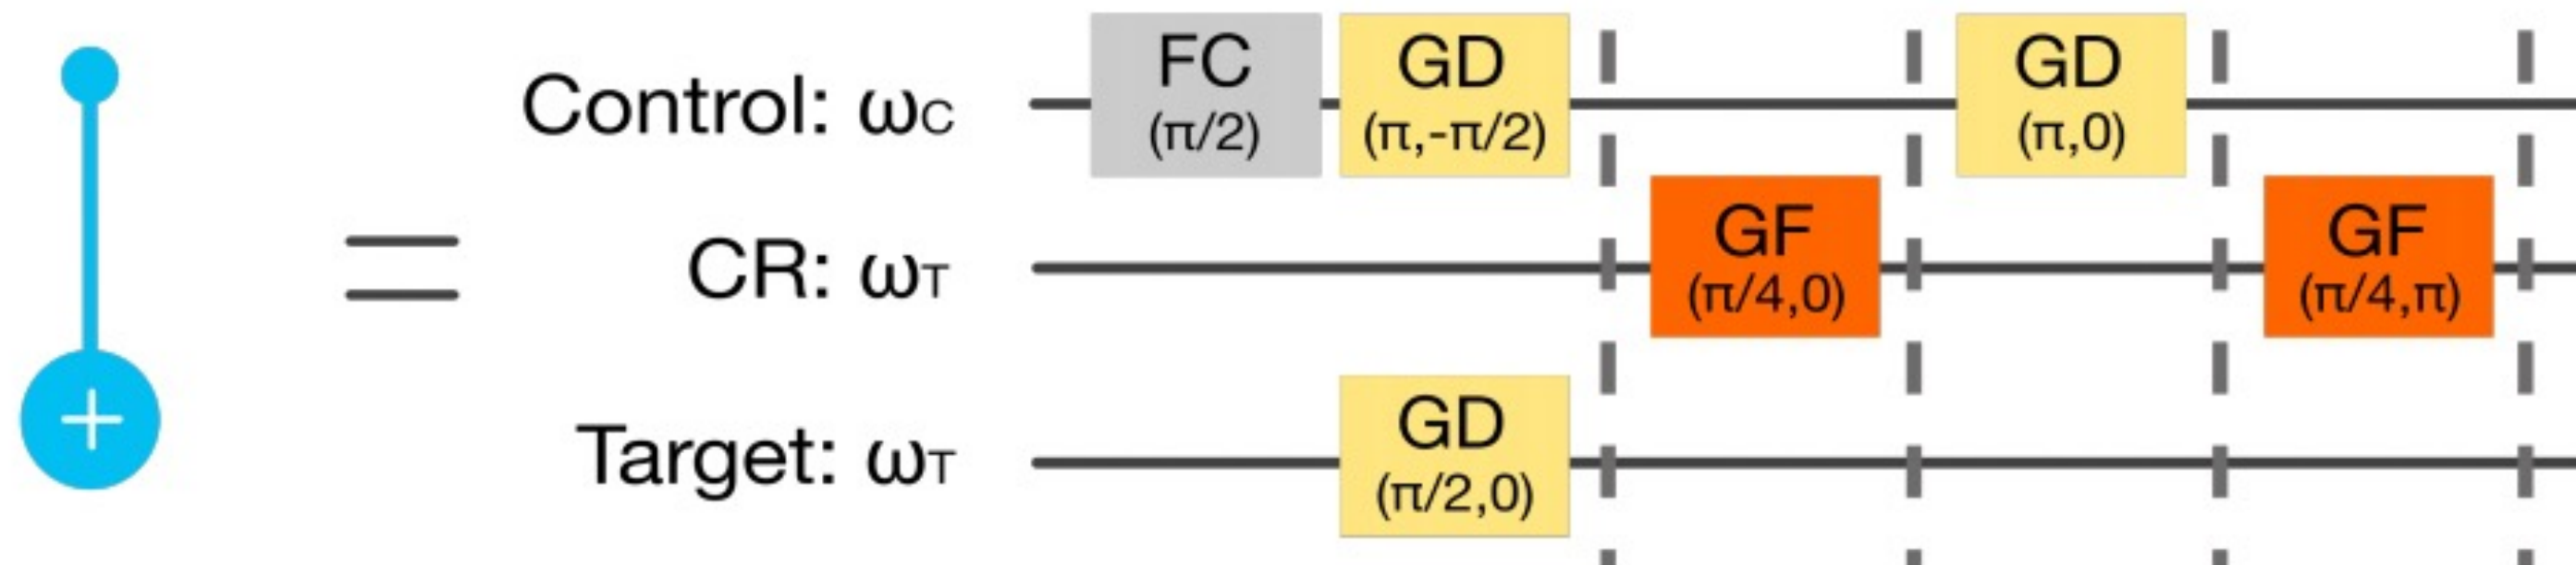 FC
(π/2)
GD
(π,-π/2)
GD
(π,0)
Control: ωC
GF
(π/4,0)
GF
(π/4,π)
CR: ωT
GD
(π/2,0)
Target: ωT
+
=